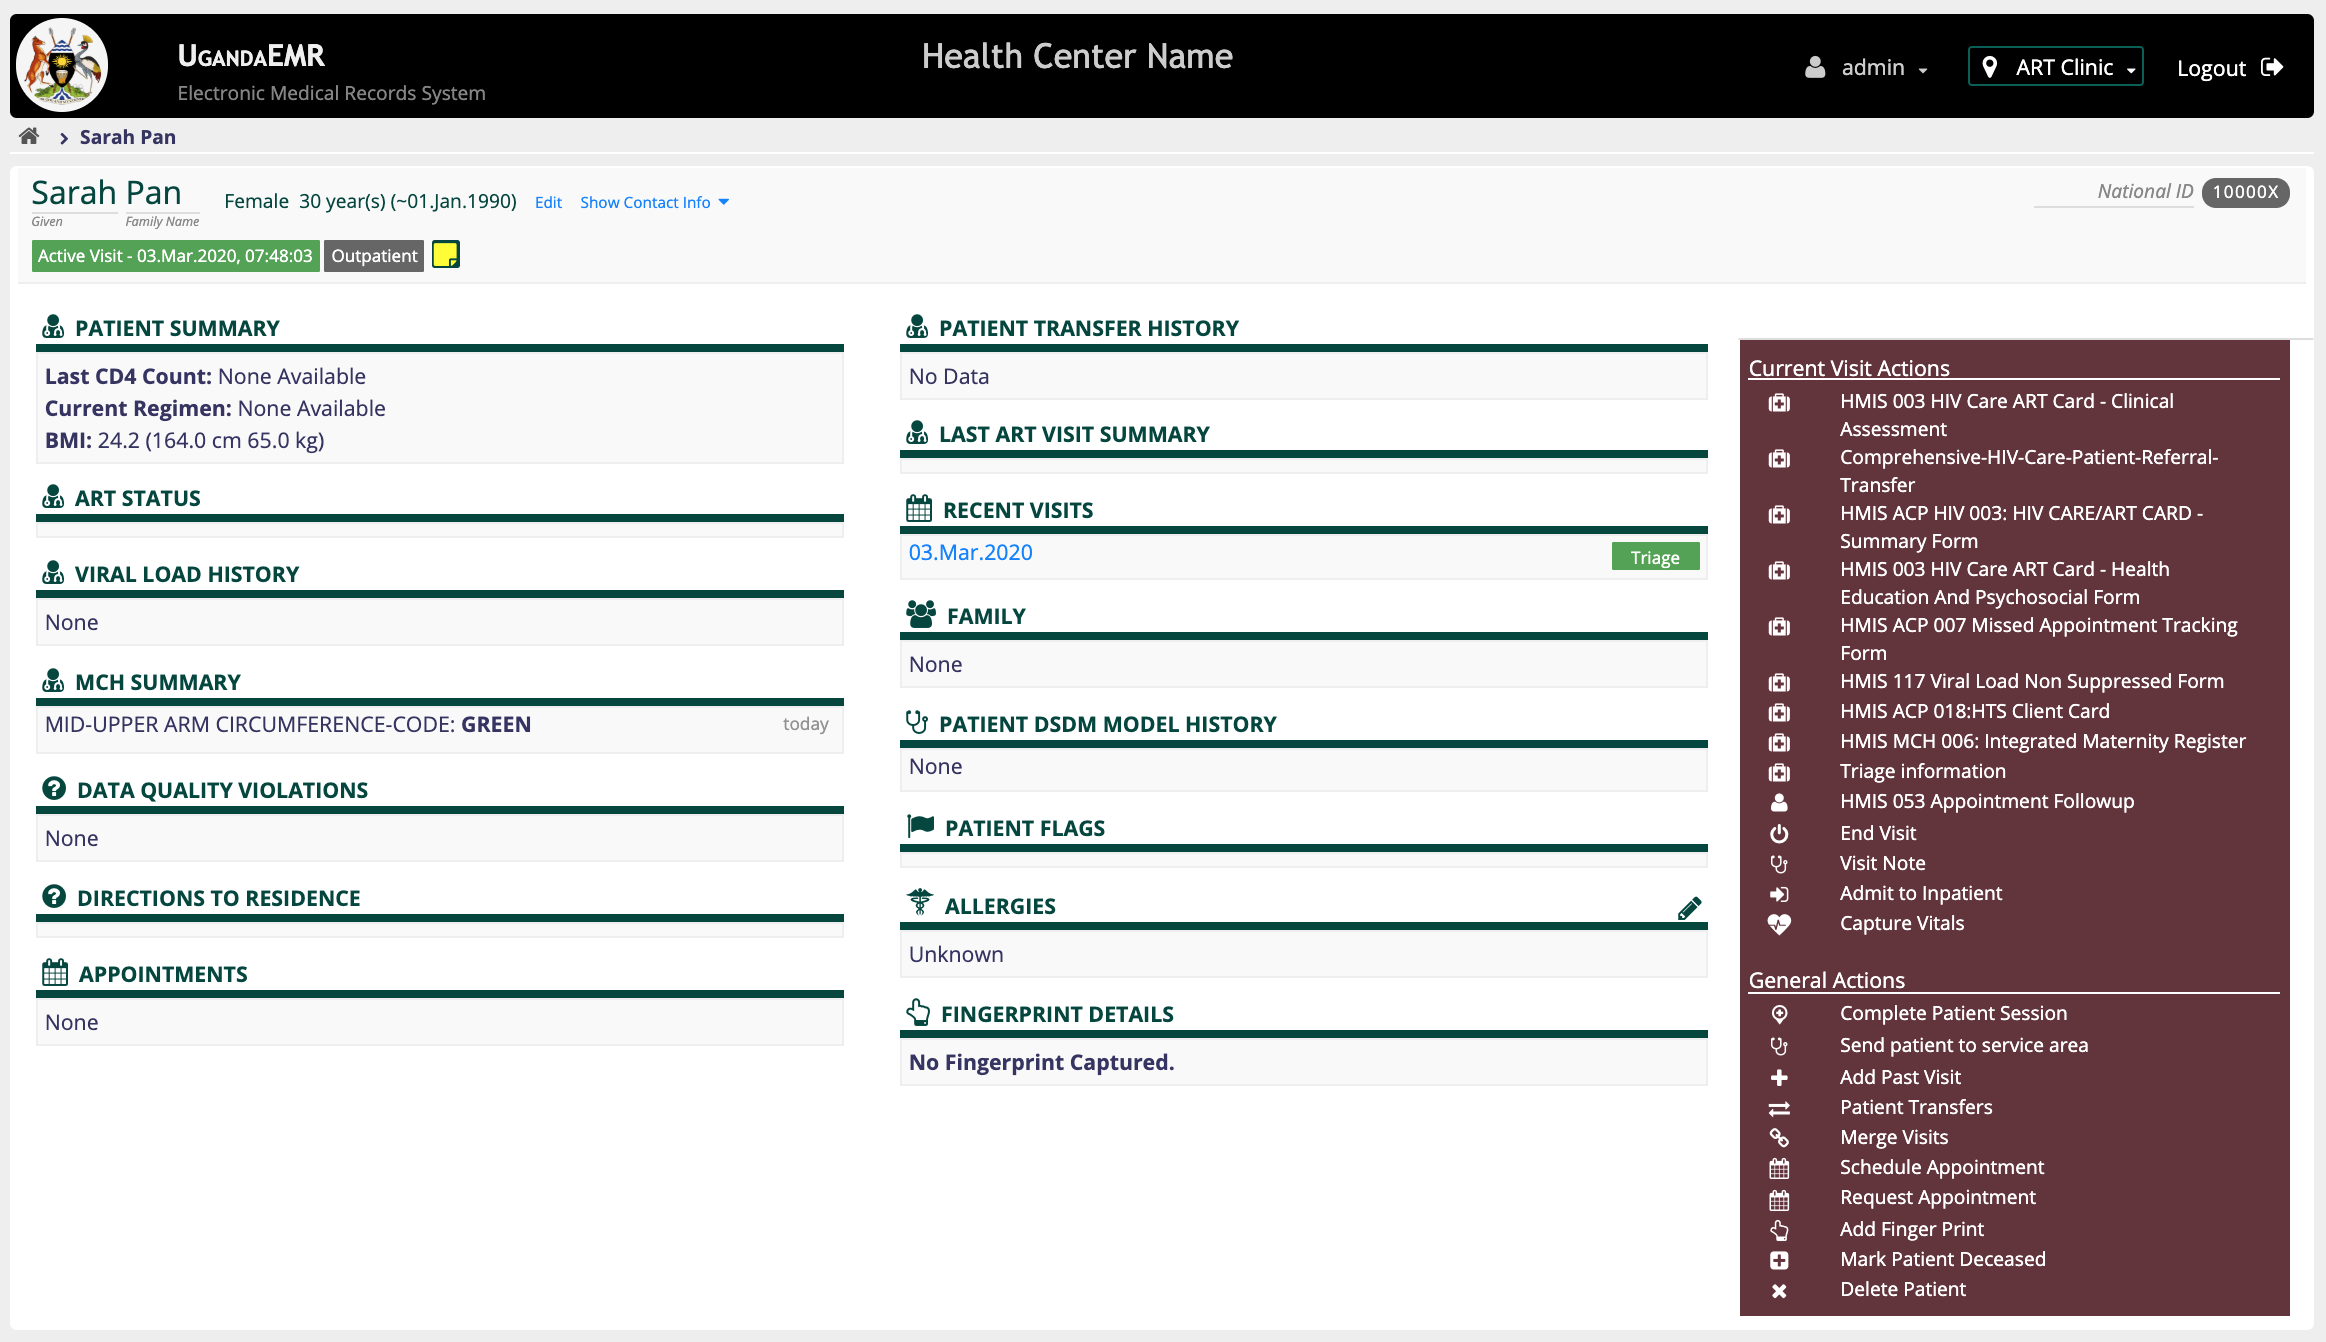 UGANDAEMR
Electronic Medical Records System
Health Center Name
admin
ART Clinic
Logout
Sarah Pan
Sarah Pan
Given Family Name
Female 30 year(s) (~01.Jan.1990) Edit Show Contact Info
National ID 10000X
Active Visit - 03.Mar.2020, 07:48:03 Outpatient
PATIENT SUMMARY
Last CD4 Count: None Available
Current Regimen: None Available
BMI: 24.2 (164.0 cm 65.0 kg)
ART STATUS
VIRAL LOAD HISTORY
None
MCH SUMMARY
MID-UPPER ARM CIRCUMFERENCE-CODE: GREEN today
DATA QUALITY VIOLATIONS
None
DIRECTIONS TO RESIDENCE
APPOINTMENTS
None
PATIENT TRANSFER HISTORY
No Data
LAST ART VISIT SUMMARY
RECENT VISITS
03.Mar.2020 Triage
FAMILY
None
PATIENT DSDM MODEL HISTORY
None
PATIENT FLAGS
ALLERGIES
Unknown
FINGERPRINT DETAILS
No Fingerprint Captured.
Current Visit Actions
HMIS 003 HIV Care ART Card - Clinical
Assessment
Comprehensive-HIV-Care-Patient-Referral-
Transfer
HMIS ACP HIV 003: HIV CARE/ART CARD -
Summary Form
HMIS 003 HIV Care ART Card - Health
Education And Psychosocial Form
HMIS ACP 007 Missed Appointment Tracking
Form
HMIS 117 Viral Load Non Suppressed Form
HMIS ACP 018:HTS Client Card
HMIS MCH 006: Integrated Maternity Register
Triage information
HMIS 053 Appointment Followup
End Visit
Visit Note
Admit to Inpatient
Capture Vitals
General Actions
Complete Patient Session
Send patient to service area
Add Past Visit
Patient Transfers
Merge Visits
Schedule Appointment
Request Appointment
Add Finger Print
Mark Patient Deceased
Delete Patient